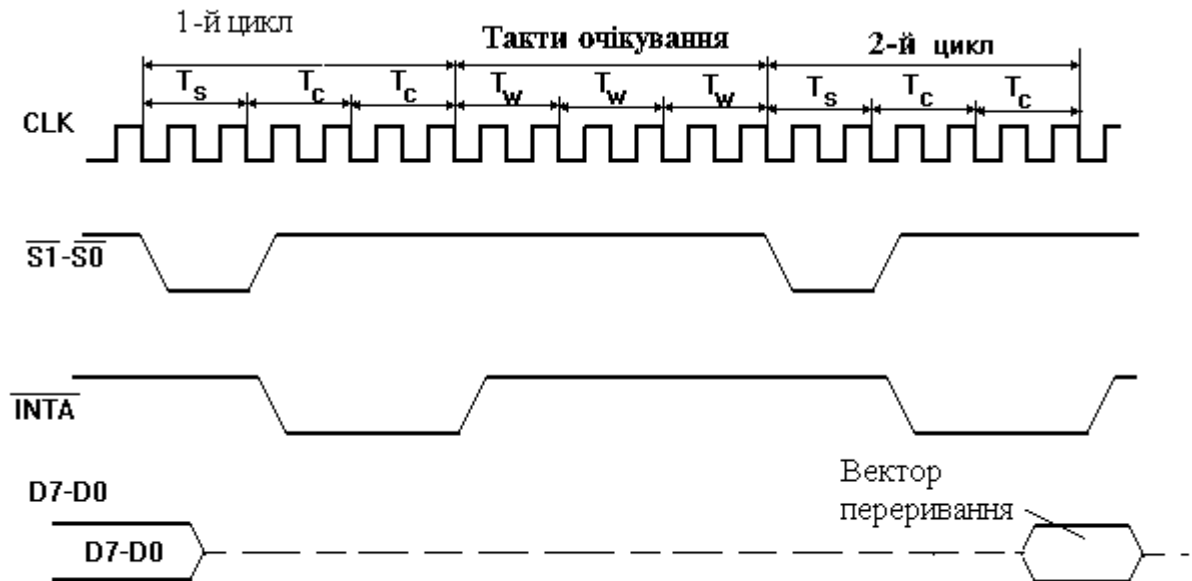 1-й цикл
Такти очікування
2-й цикл
Ts Tc Tc Tw Tw Tw Ts Tc Tc
CLK
S1-S0
INTA
D7-D0
Вектор
переривання
D7-D0